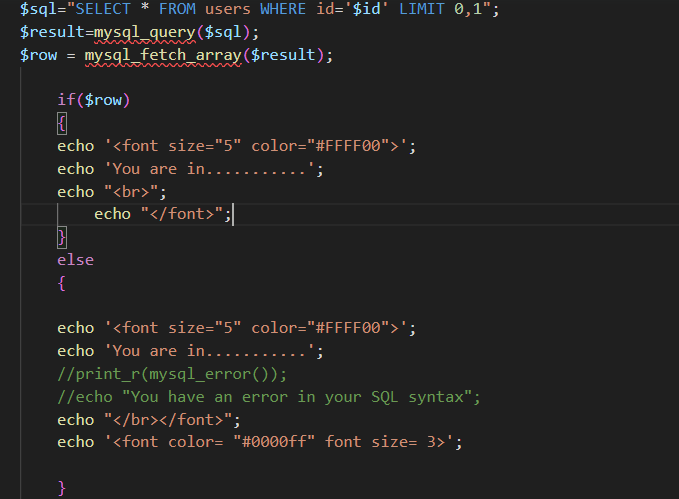 $sql="SELECT * FROM users WHERE id='$id' LIMIT 0,1";
$result=mysql_query($sql);
$row = mysql_fetch_array($result);
if($row)
{
echo '<font size="5" color="#FFFF00">';
echo 'You are in...........';
echo "<br>";
echo "</font>";
}
else
{
echo '<font size="5" color="#FFFF00">';
echo 'You are in...........';
//print_r(mysql_error());
//echo "You have an error in your SQL syntax";
echo "</br></font>";
echo '<font color= "#0000ff" font size= 3>';
}